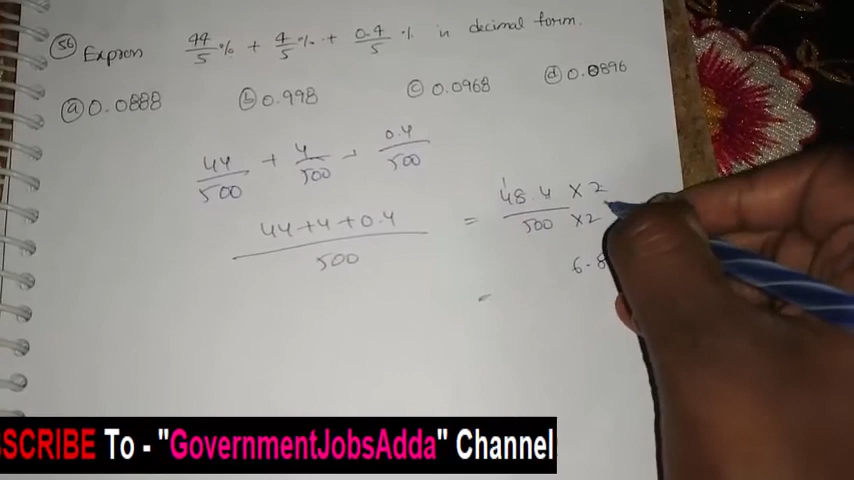 56 Express 44/5 % + 4/5 % + 0.4/5 % in decimal form.
a 0.0888 b 0.998 c 0.0968 d 0.0896
44/500 + 4/500 + 0.4/500
44+4+0.4/500 = 48.4 ×2/500 ×2
= 6.8
SCRIBE To - "GovernmentJobsAdda" Channel